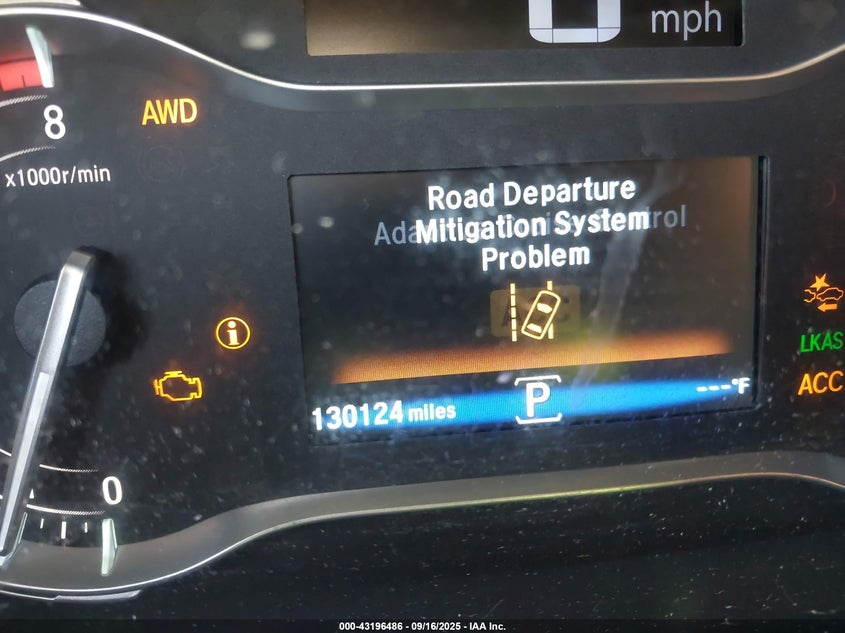 mph
8
AWD
x1000r/min
Road Departure
Mitigation System
Problem
LKAS
ACC
130124 miles
P
---°F
0
000-43196486 - 09/16/2025 - IAA Inc.